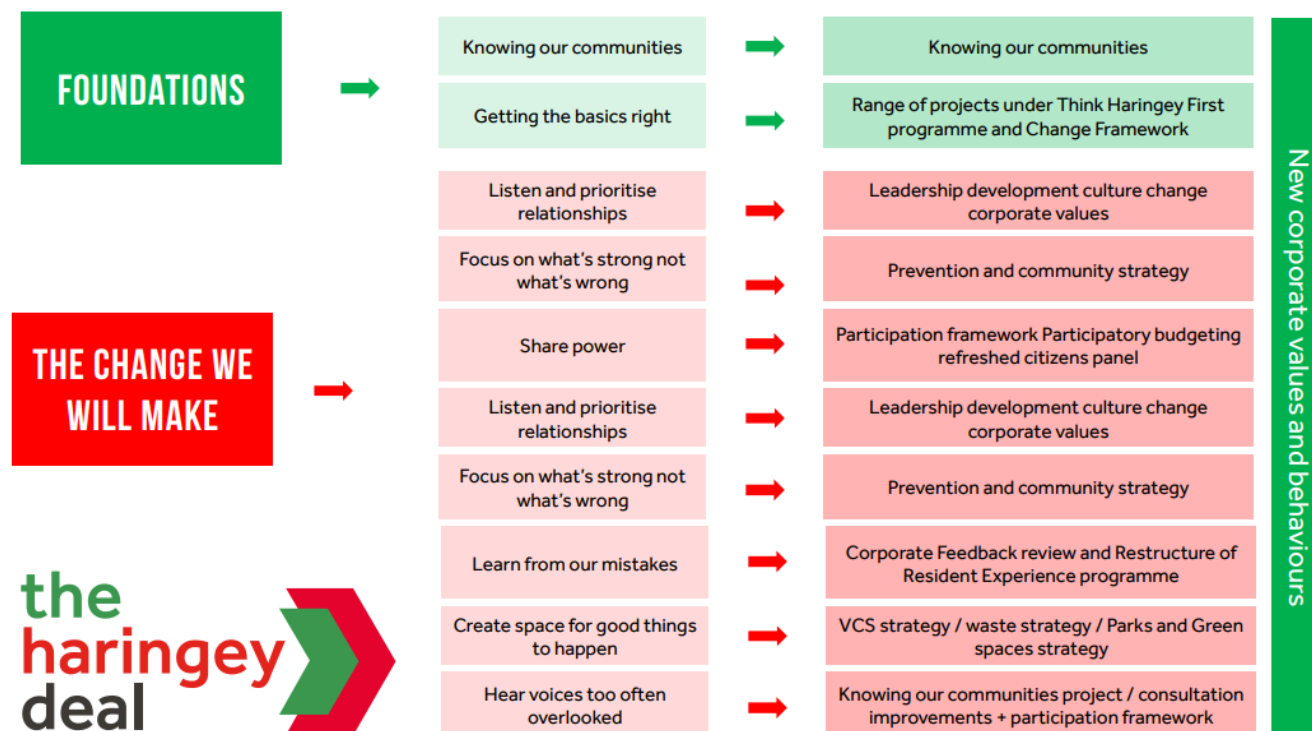 FOUNDATIONS
Knowing our communities
Knowing our communities
Getting the basics right
Range of projects under Think Haringey First
programme and Change Framework
THE CHANGE WE
WILL MAKE
Listen and prioritise
relationships
Leadership development culture change
corporate values
Focus on what's strong not
what's wrong
Prevention and community strategy
Share power
Participation framework Participatory budgeting
refreshed citizens panel
Listen and prioritise
relationships
Leadership development culture change
corporate values
Focus on what's strong not
what's wrong
Prevention and community strategy
Learn from our mistakes
Corporate Feedback review and Restructure of
Resident Experience programme
Create space for good things
to happen
VCS strategy / waste strategy / Parks and Green
spaces strategy
Hear voices too often
overlooked
Knowing our communities project / consultation
improvements + participation framework
New corporate values and behaviours
the
haringey
deal